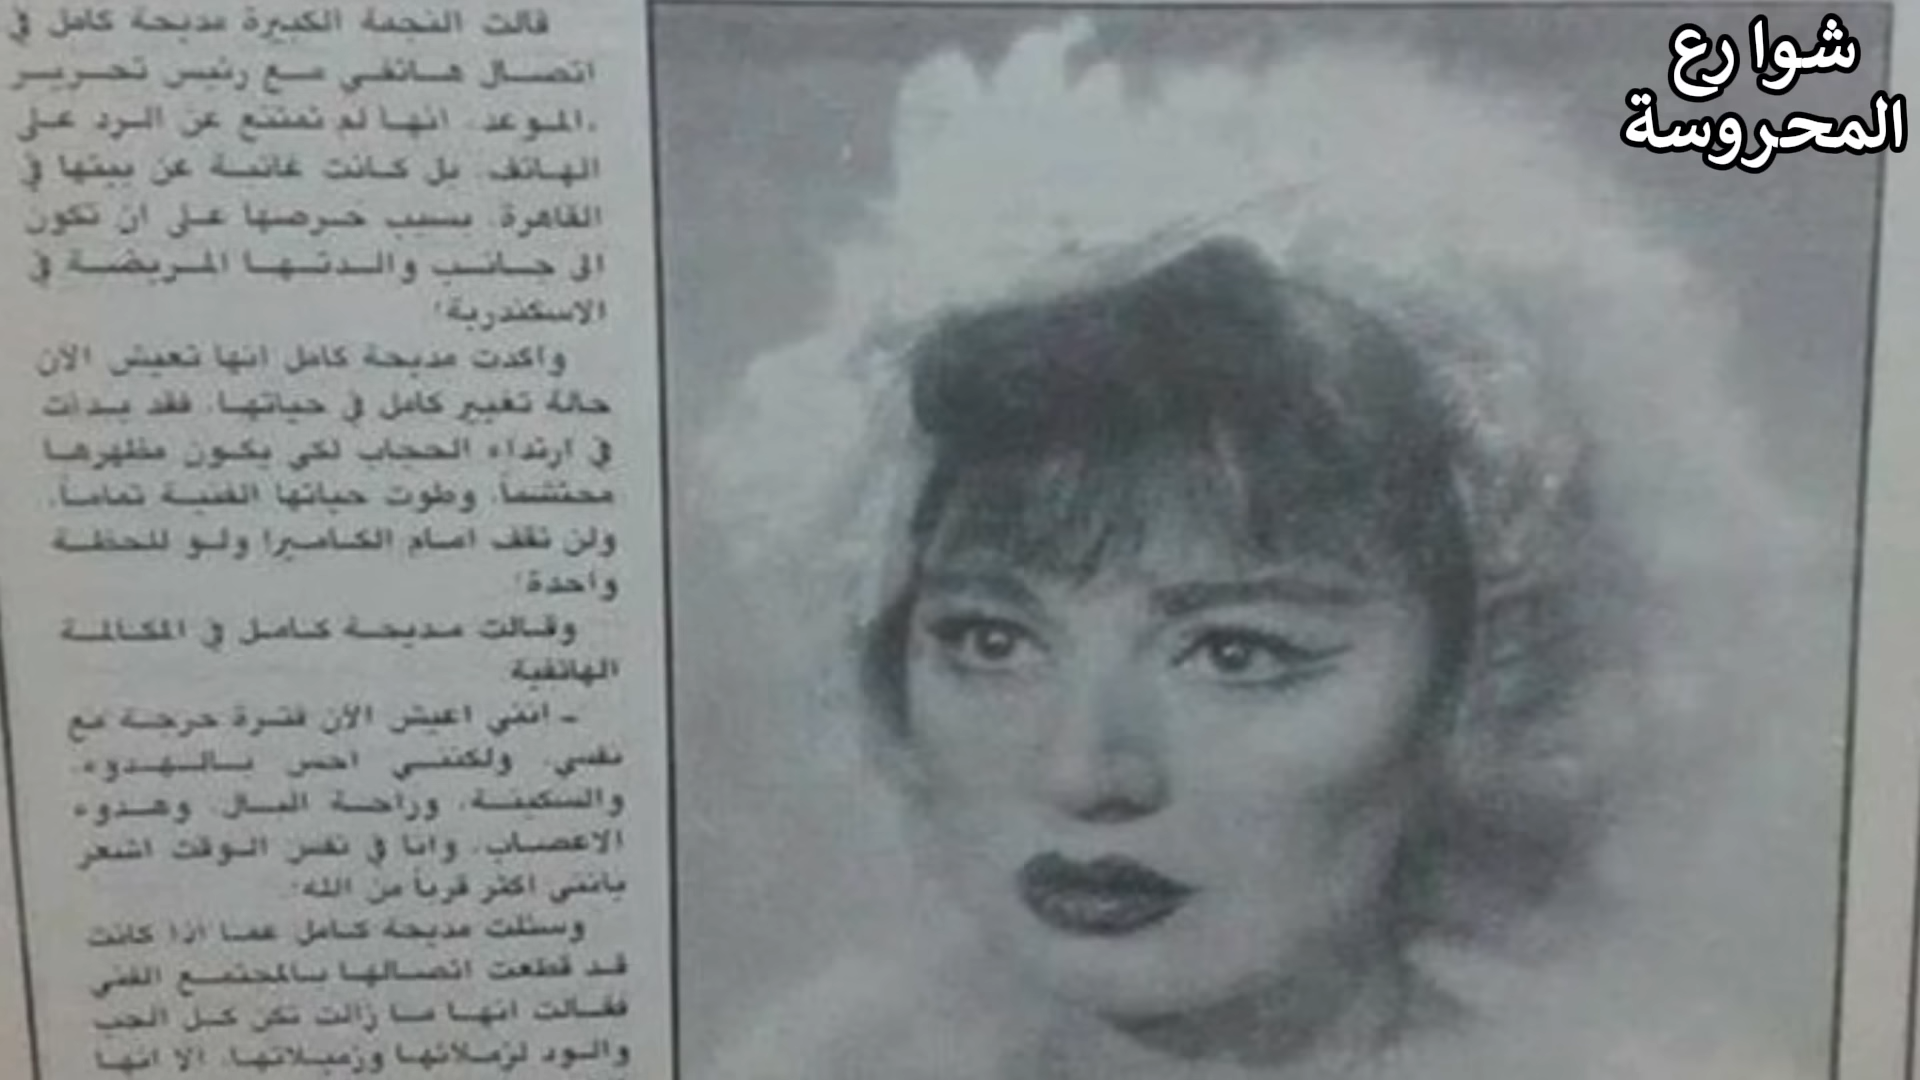 شوارع
المحروسة
قالت النجمة الكبيرة مديحة كامل في
اتصال هاتفي مع رئيس تحرير
«الموعد» انها لم تمتنع عن الرد على
الهاتف، بل كانت غائبة عن بيتها في
القاهرة، بسبب حرصها على ان تكون
الى جانب والدتها المريضة في
الاسكندرية!
واكدت مديحة كامل انها تعيش الآن
حالة تغيير كامل في حياتها، فقد بدأت
في ارتداء الحجاب لكي يكون مظهرها
محتشماً، وطوت حياتها الفنية تماماً،
ولن تقف امام الكاميرا ولو للحظة
واحدة!
وقالت مديحة كامل في المكالمة
الهاتفية
- انني اعيش الآن فترة حرجة مع
نفسي، ولكنني احس بالهدوء،
والسكينة، وراحة البال، وهدوء
الاعصاب، وانا في نفس الوقت اشعر
بانني اكثر قرباً من الله!
وسئلت مديحة كامل عما اذا كانت
قد قطعت اتصالها بالمجتمع الفني
فقالت انها ما زالت تكن كل الحب
والود لزملائها وزميلاتها، الا انها